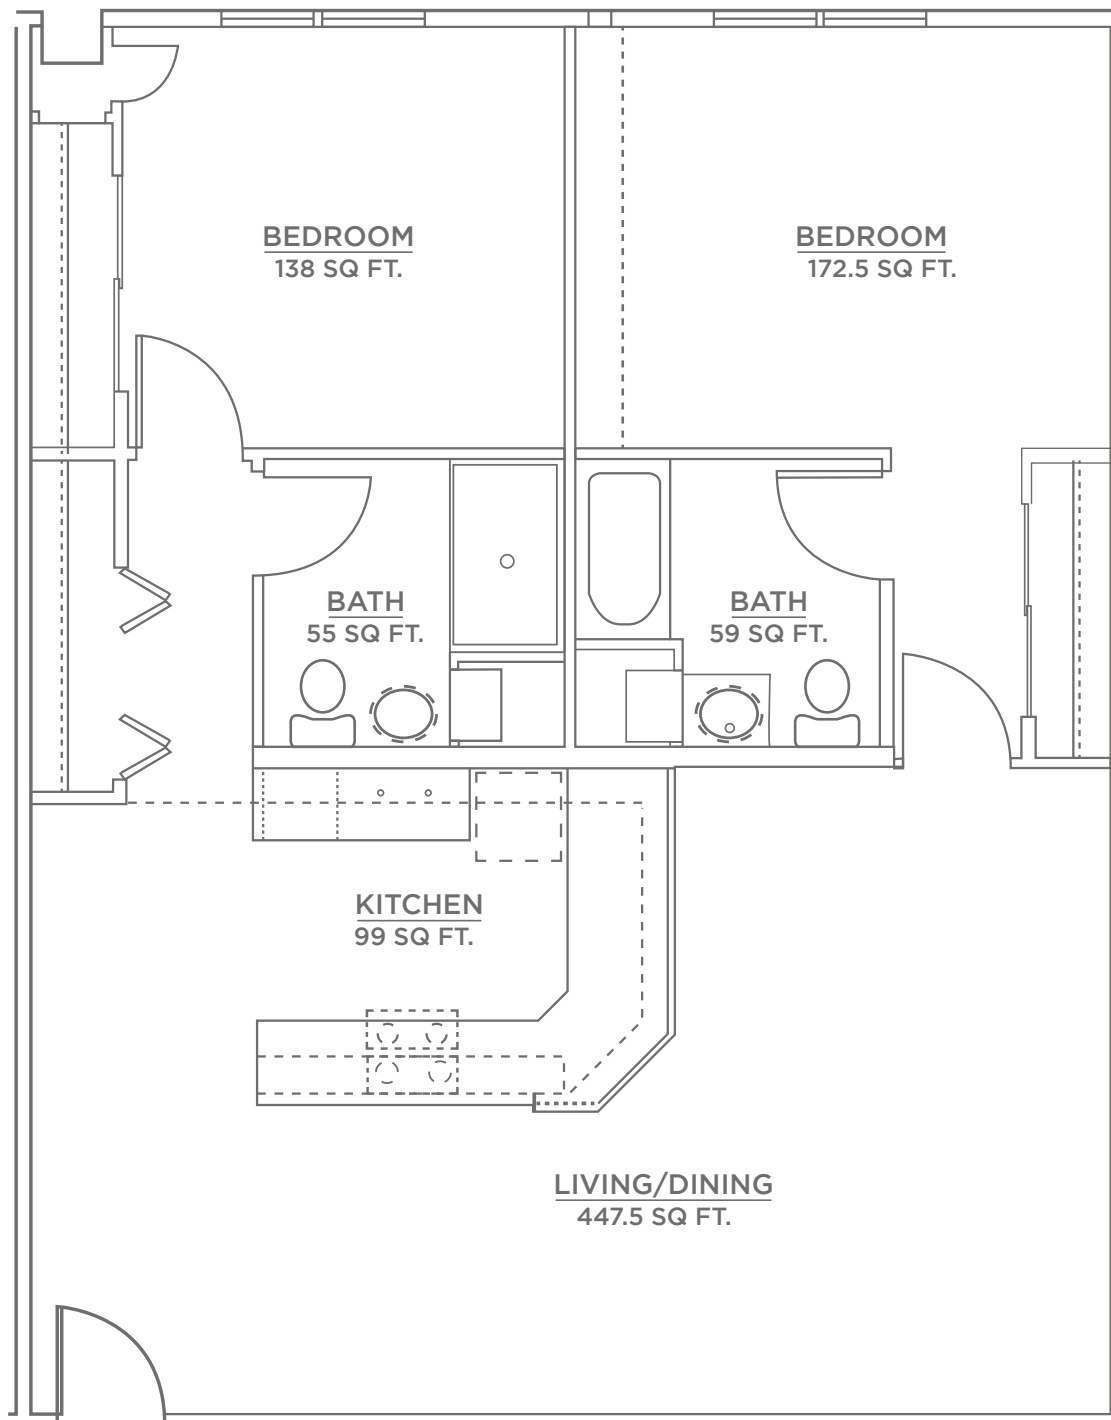 BEDROOM
138 SQ FT.
BEDROOM
172.5 SQ FT.
BATH
55 SQ FT.
BATH
59 SQ FT.
KITCHEN
99 SQ FT.
LIVING/DINING
447.5 SQ FT.